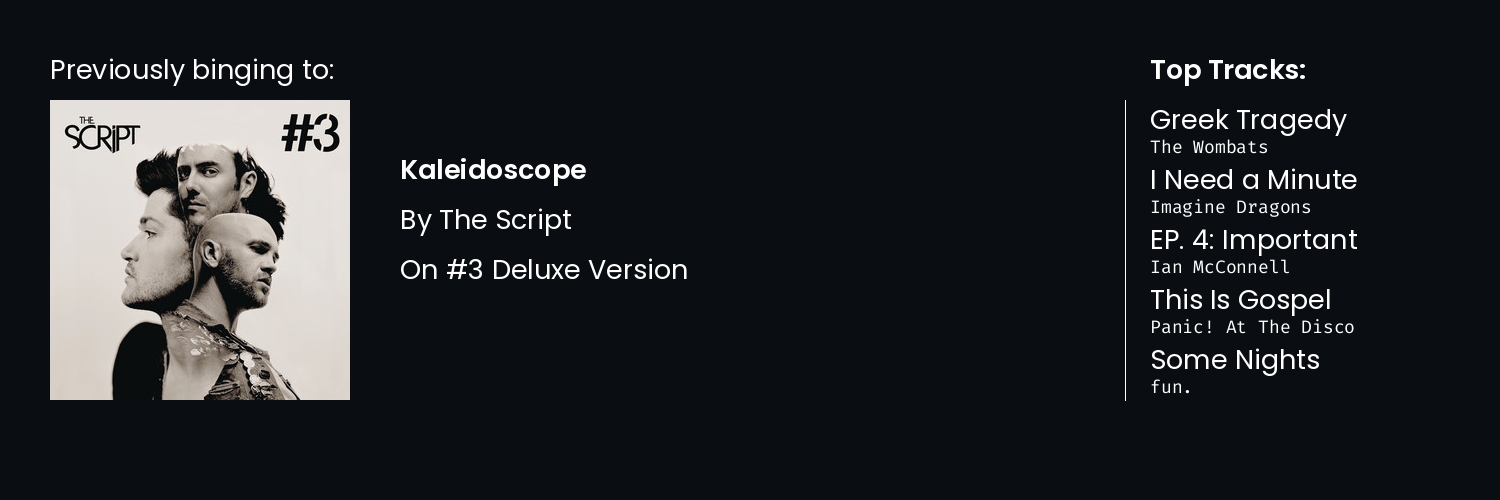 Previously binging to:
THE
SCRIPT
#3
Kaleidoscope
By The Script
On #3 Deluxe Version
Top Tracks:
Greek Tragedy
The Wombats
I Need a Minute
Imagine Dragons
EP. 4: Important
Ian McConnell
This Is Gospel
Panic! At The Disco
Some Nights
fun.